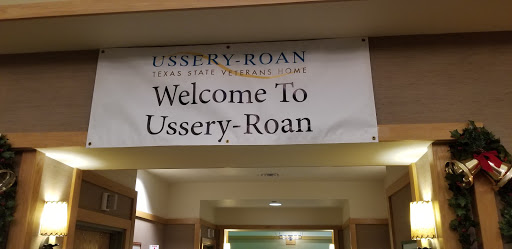 USSERY-ROAN
TEXAS STATE VETERANS HOME
Welcome To
Ussery-Roan